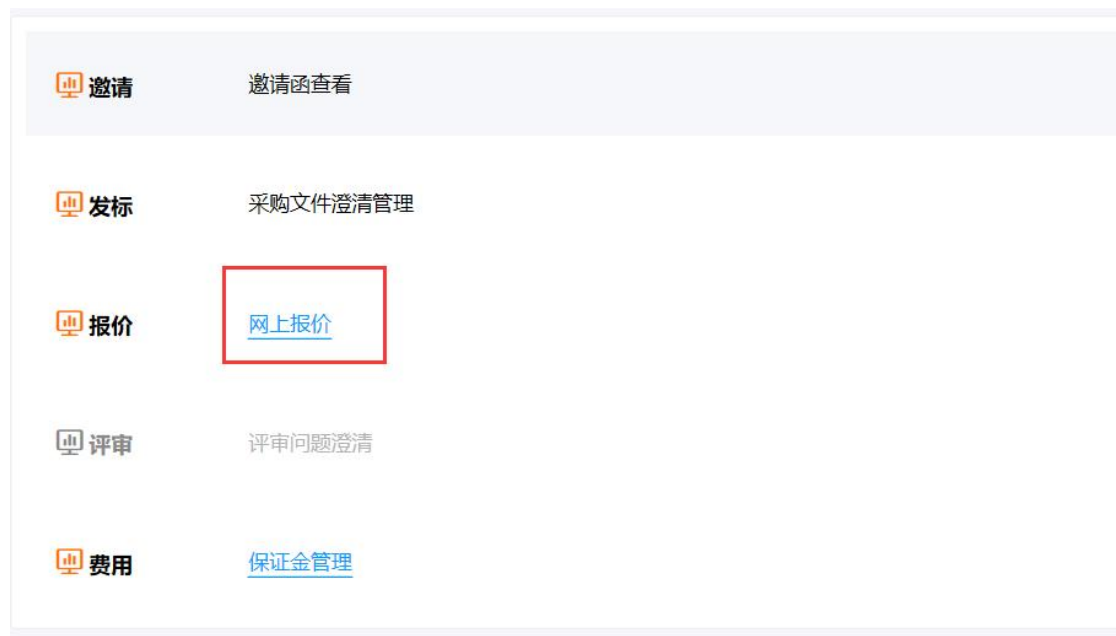 邀请 邀请函查看
发标 采购文件澄清管理
报价 网上报价
评审 评审问题澄清
费用 保证金管理